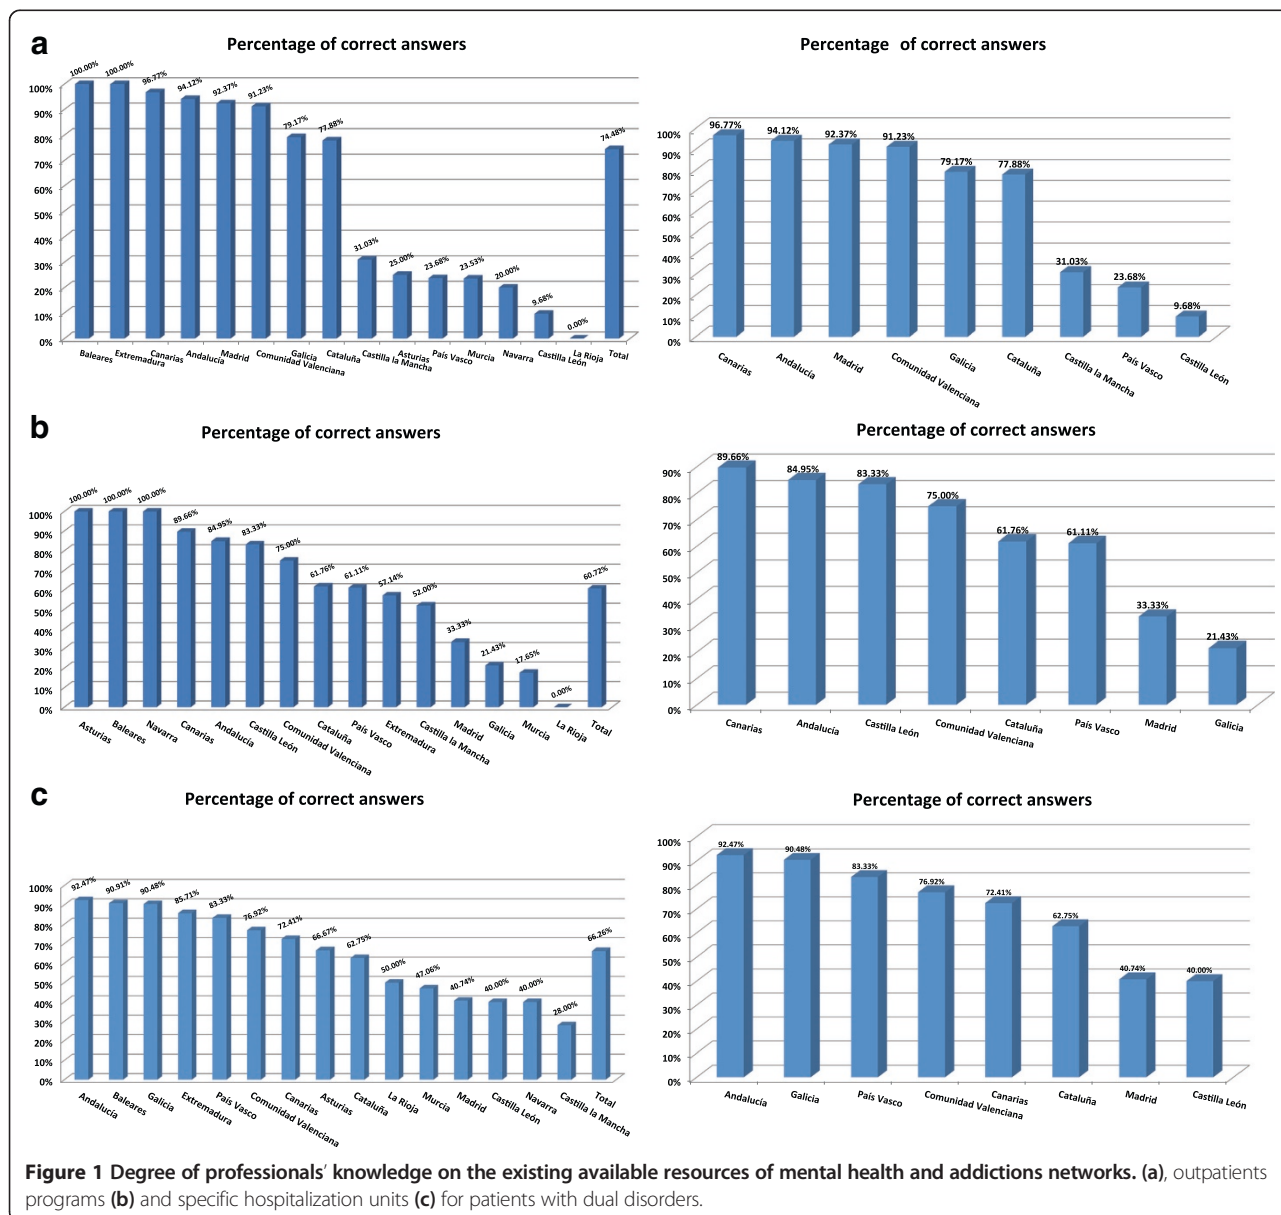 a
Percentage of correct answers
100.00% 100.00% 96.77% 94.12% 92.37% 91.23% 79.17% 77.88% 31.03% 25.00% 23.68% 23.53% 20.00% 9.68% 0.00% 74.48%
100%
90%
80%
70%
60%
50%
40%
30%
20%
10%
0%
Baleares Extremadura Canarias Andalucía Madrid Comunidad Valenciana Galicia Cataluña Castilla la Mancha Asturias País Vasco Murcia Navarra Castilla León La Rioja Total
Percentage of correct answers
96.77% 94.12% 92.37% 91.23% 79.17% 77.88% 31.03% 23.68% 9.68%
100%
90%
80%
70%
60%
50%
40%
30%
20%
10%
0%
Canarias Andalucía Madrid Comunidad Valenciana Galicia Cataluña Castilla la Mancha País Vasco Castilla León
b
Percentage of correct answers
100.00% 100.00% 100.00% 89.66% 84.95% 83.33% 75.00% 61.76% 61.11% 57.14% 52.00% 33.33% 21.43% 17.65% 0.00% 60.72%
100%
90%
80%
70%
60%
50%
40%
30%
20%
10%
0%
Asturias Baleares Navarra Canarias Andalucía Castilla León Comunidad Valenciana Cataluña País Vasco Extremadura Castilla la Mancha Madrid Galicia Murcia La Rioja Total
Percentage of correct answers
89.66% 84.95% 83.33% 75.00% 61.76% 61.11% 33.33% 21.43%
90%
80%
70%
60%
50%
40%
30%
20%
10%
0%
Canarias Andalucía Castilla León Comunidad Valenciana Cataluña País Vasco Madrid Galicia
c
Percentage of correct answers
92.47% 90.91% 90.48% 85.71% 83.33% 76.92% 72.41% 66.67% 62.75% 50.00% 47.06% 40.74% 40.00% 40.00% 28.00% 66.26%
100%
90%
80%
70%
60%
50%
40%
30%
20%
10%
0%
Andalucía Baleares Galicia Extremadura País Vasco Comunidad Valenciana Canarias Asturias Cataluña La Rioja Murcia Madrid Castilla León Navarra Castilla la Mancha Total
Percentage of correct answers
92.47% 90.48% 83.33% 76.92% 72.41% 62.75% 40.74% 40.00%
100%
90%
80%
70%
60%
50%
40%
30%
20%
10%
0%
Andalucía Galicia País Vasco Comunidad Valenciana Canarias Cataluña Madrid Castilla León
Figure 1 Degree of professionals' knowledge on the existing available resources of mental health and addictions networks. (a), outpatients
programs (b) and specific hospitalization units (c) for patients with dual disorders.